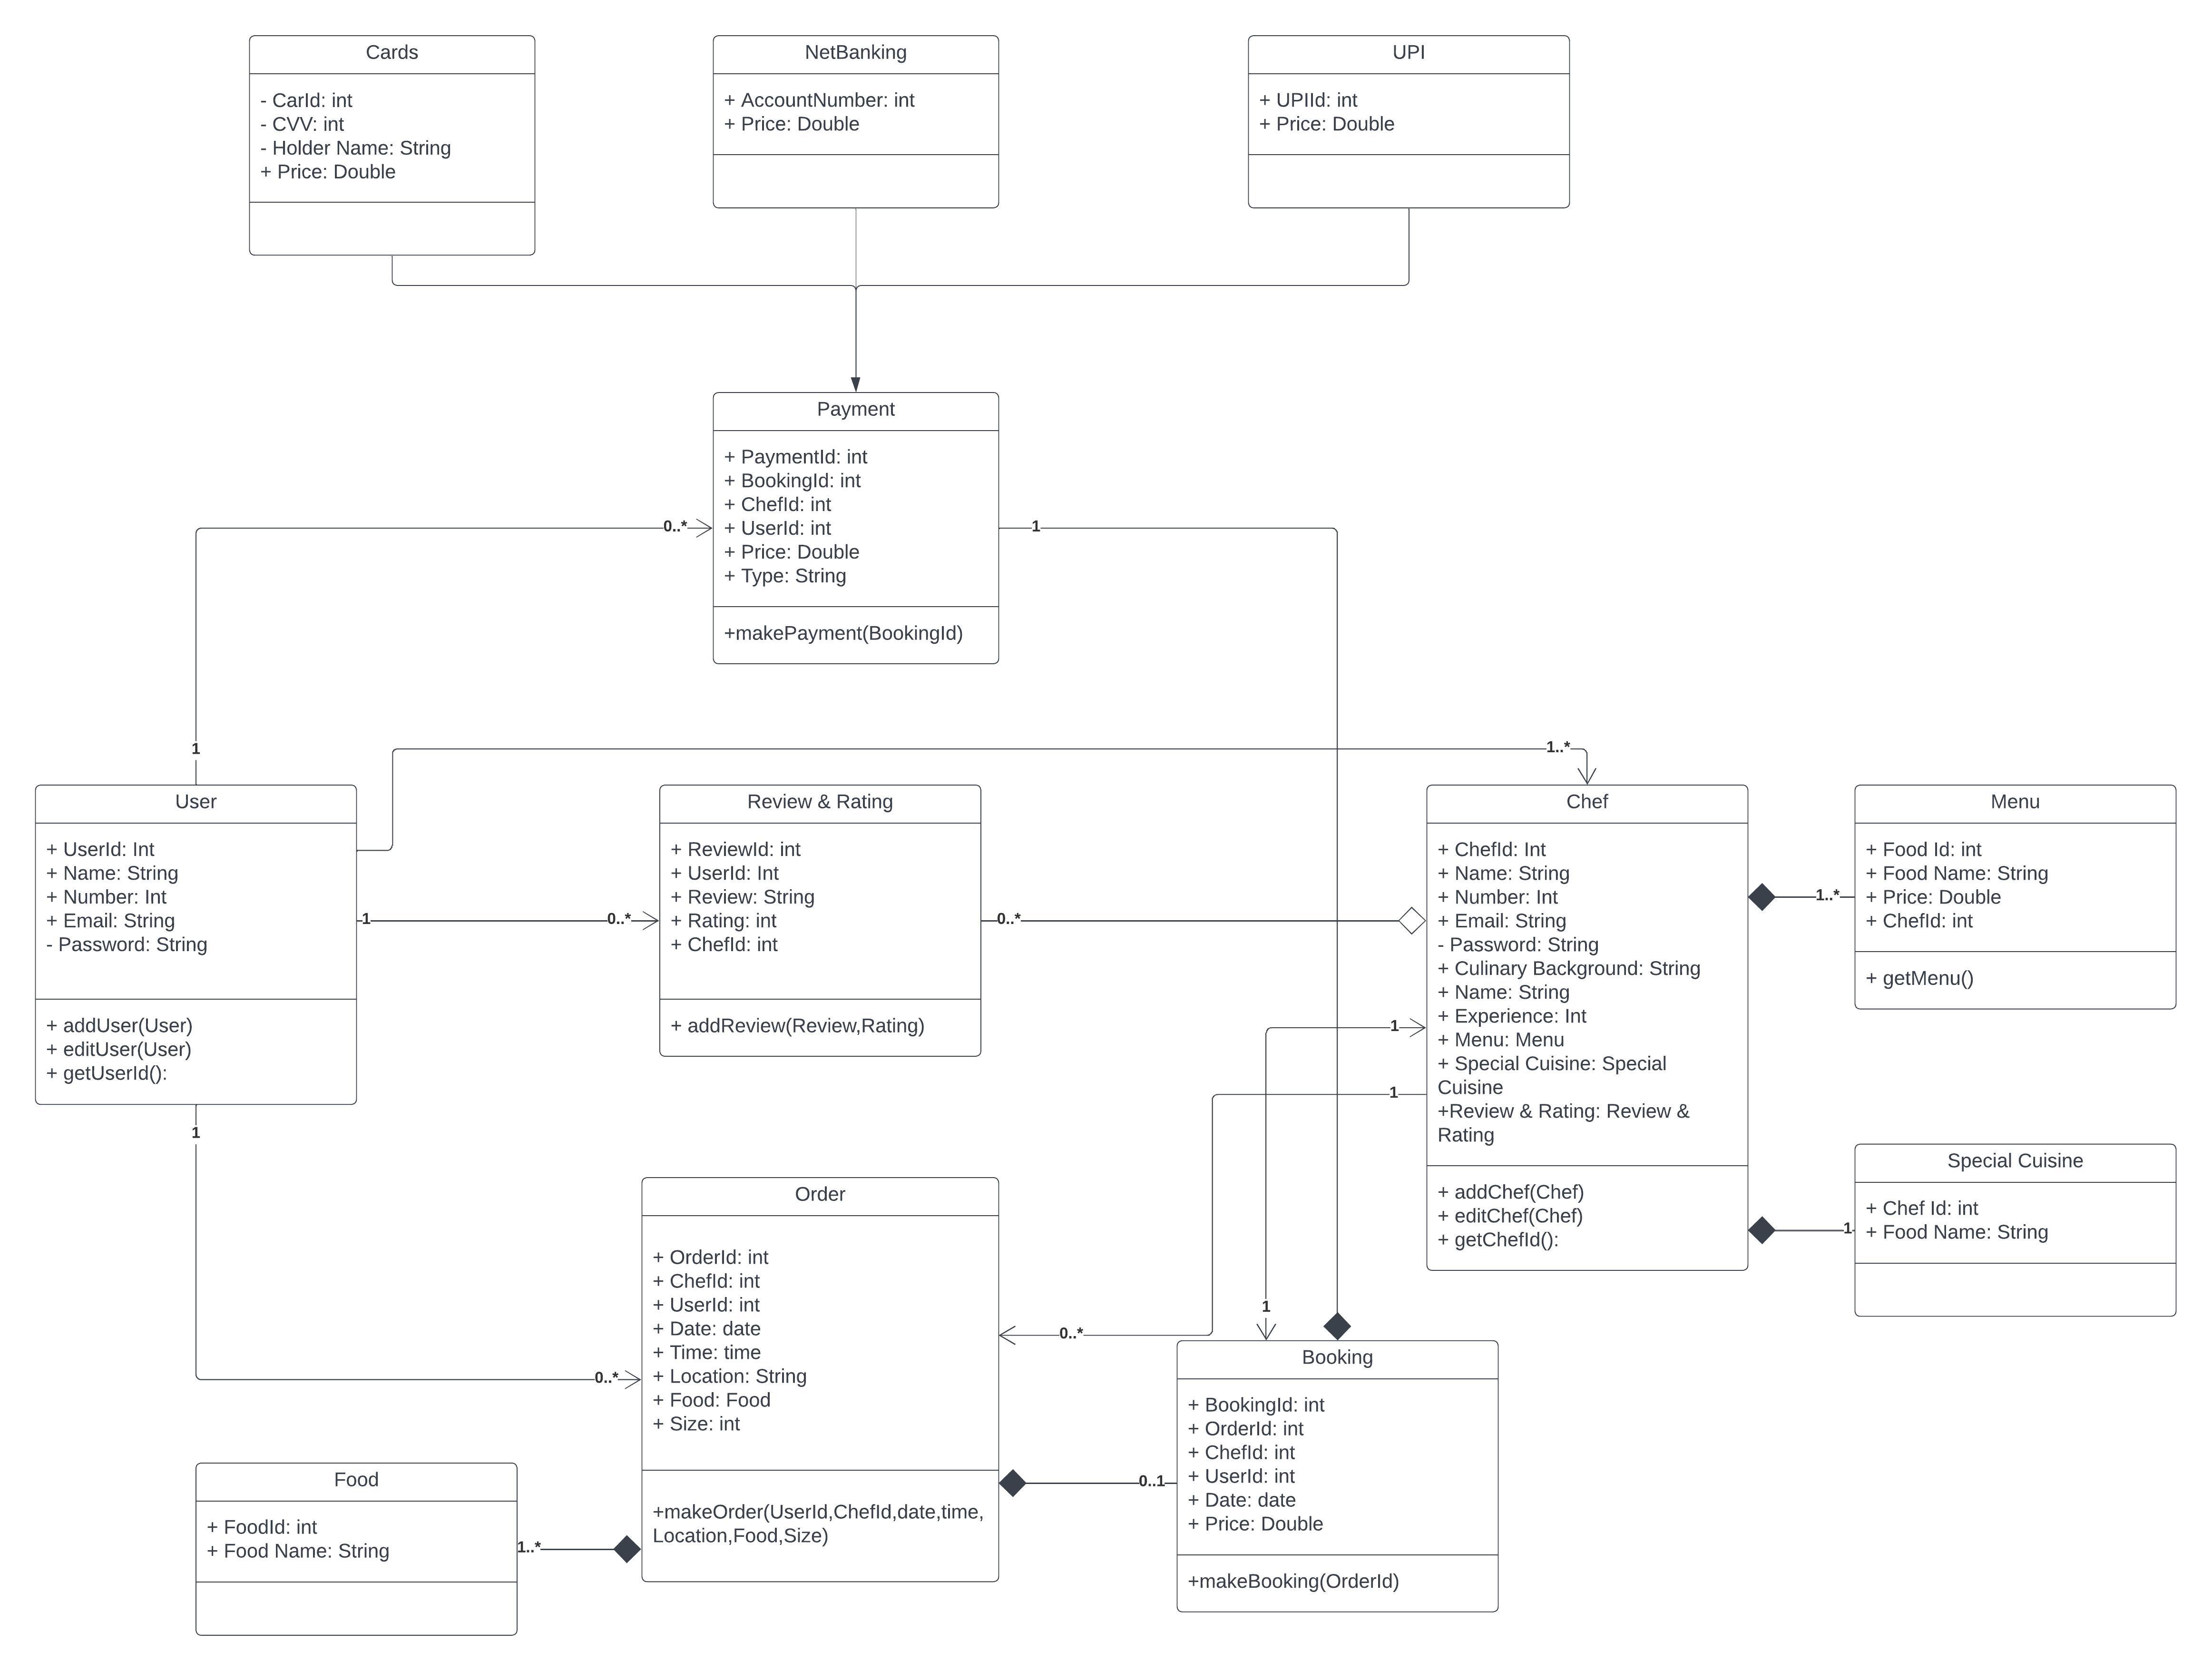 Cards
- CarId: int
- CVV: int
- Holder Name: String
+ Price: Double
NetBanking
+ AccountNumber: int
+ Price: Double
UPI
+ UPIId: int
+ Price: Double
Payment
+ PaymentId: int
+ BookingId: int
+ ChefId: int
+ UserId: int
+ Price: Double
+ Type: String
+makePayment(BookingId)
0..*
1
1
1..*
User
+ UserId: Int
+ Name: String
+ Number: Int
+ Email: String
- Password: String
+ addUser(User)
+ editUser(User)
+ getUserId():
1
0..*
Review & Rating
+ ReviewId: int
+ UserId: Int
+ Review: String
+ Rating: int
+ ChefId: int
+ addReview(Review,Rating)
0..*
Chef
+ ChefId: Int
+ Name: String
+ Number: Int
+ Email: String
- Password: String
+ Culinary Background: String
+ Name: String
+ Experience: Int
+ Menu: Menu
+ Special Cuisine: Special
Cuisine
+Review & Rating: Review &
Rating
+ addChef(Chef)
+ editChef(Chef)
+ getChefId():
1..*
Menu
+ Food Id: int
+ Food Name: String
+ Price: Double
+ ChefId: int
+ getMenu()
1
1
1
Special Cuisine
+ Chef Id: int
+ Food Name: String
1
Order
+ OrderId: int
+ ChefId: int
+ UserId: int
+ Date: date
+ Time: time
+ Location: String
+ Food: Food
+ Size: int
+makeOrder(UserId,ChefId,date,time,
Location,Food,Size)
1
0..*
0..*
0..1
Booking
+ BookingId: int
+ OrderId: int
+ ChefId: int
+ UserId: int
+ Date: date
+ Price: Double
+makeBooking(OrderId)
Food
+ FoodId: int
+ Food Name: String
1..*